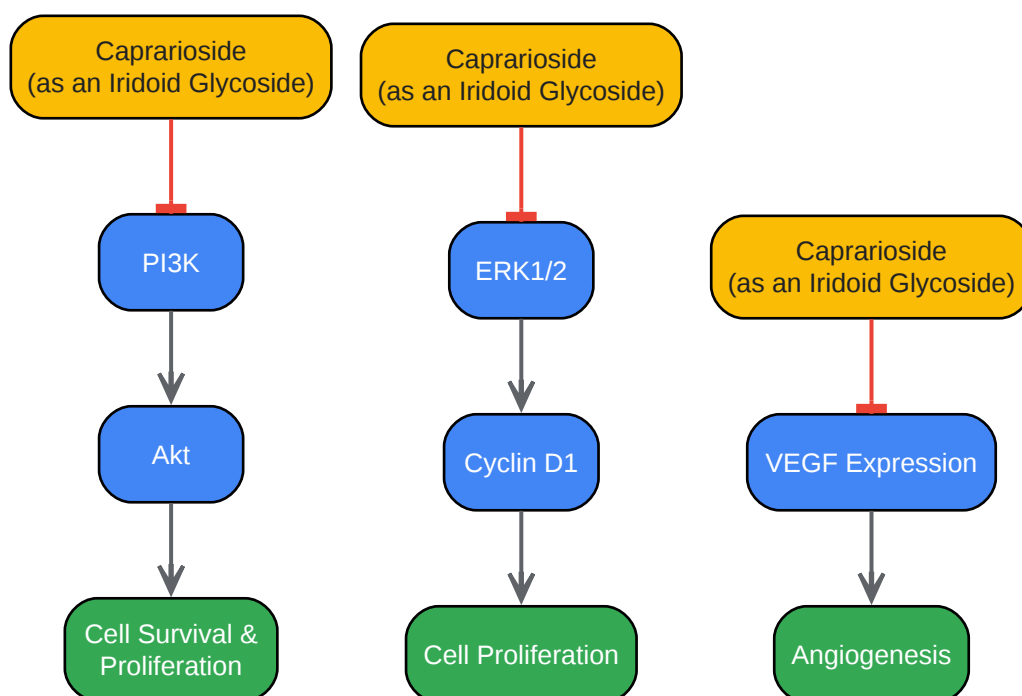 Caprarioside
(as an Iridoid Glycoside)
PI3K
Akt
Cell Survival &
Proliferation
Caprarioside
(as an Iridoid Glycoside)
ERK1/2
Cyclin D1
Cell Proliferation
Caprarioside
(as an Iridoid Glycoside)
VEGF Expression
Angiogenesis